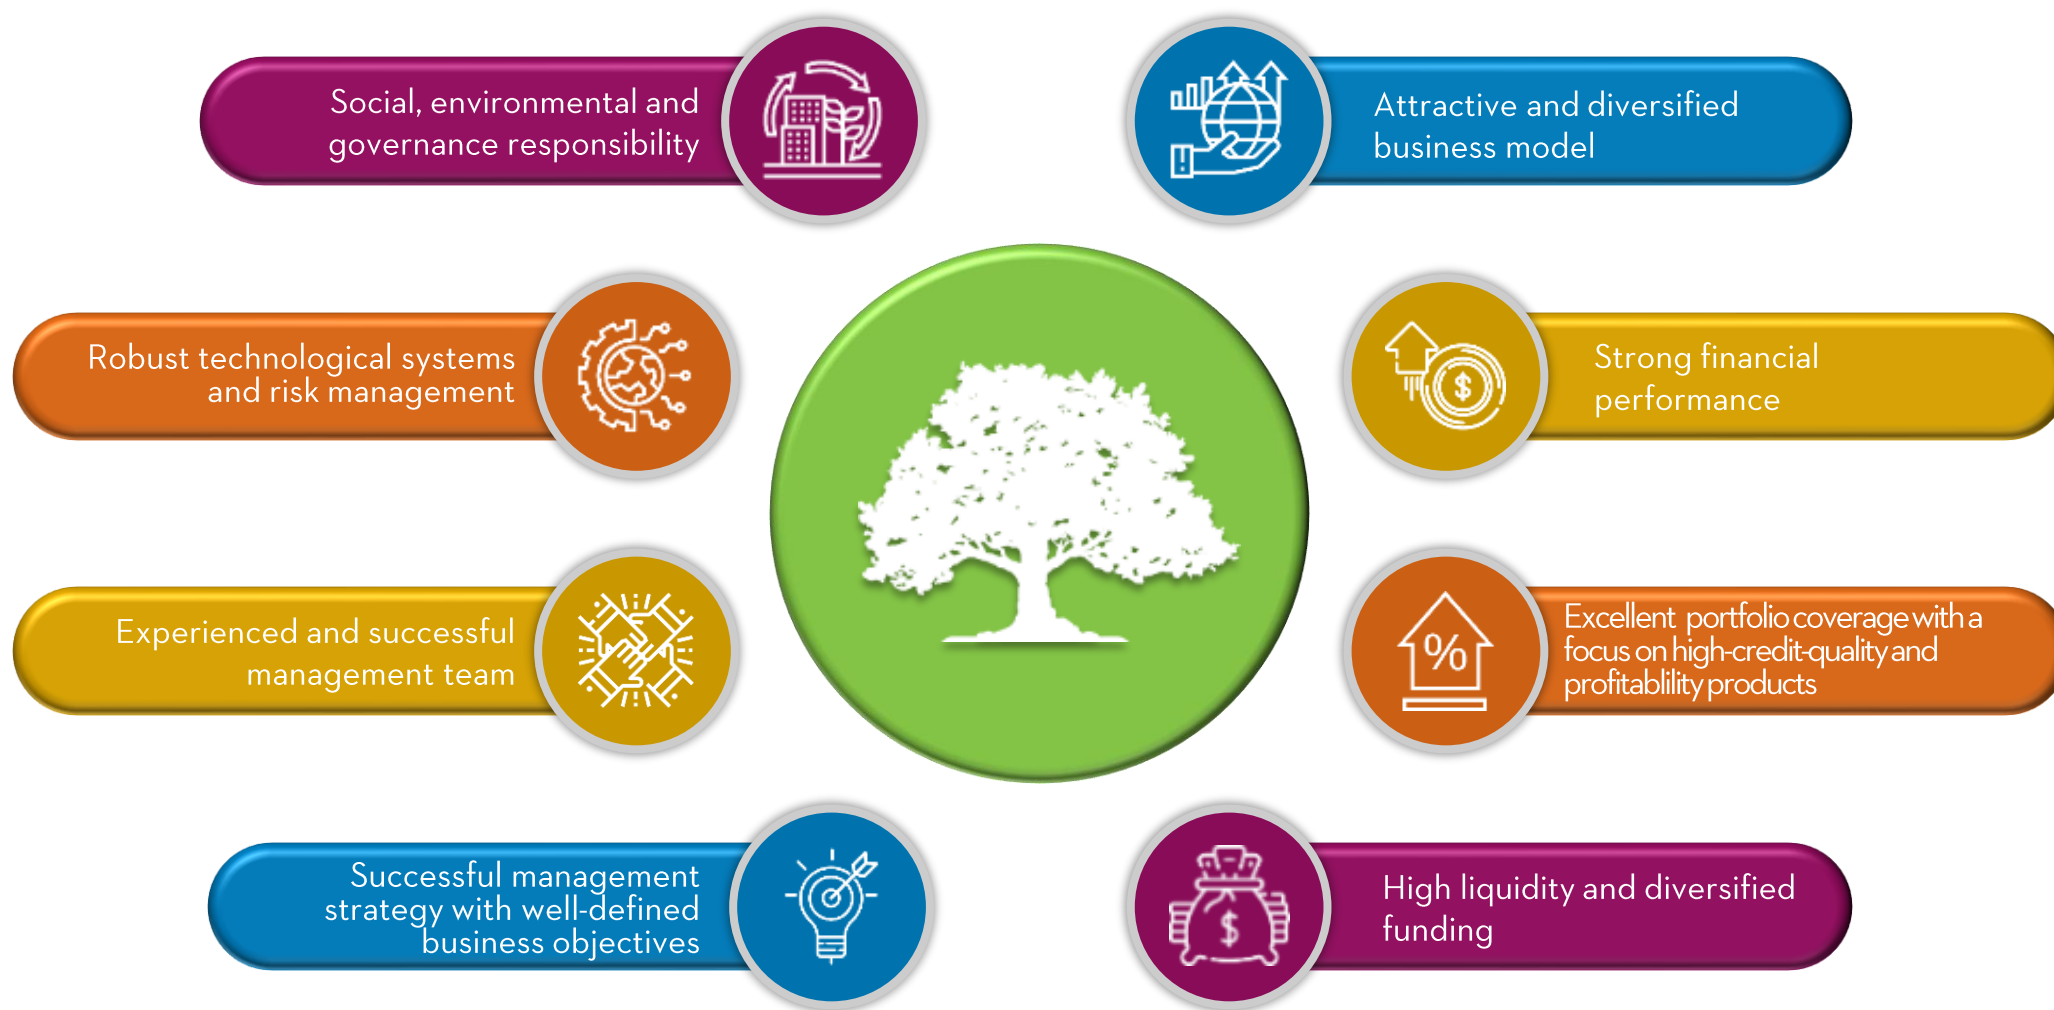 Social, environmental and
governance responsibility
Attractive and diversified
business model
Robust technological systems
and risk management
Strong financial
performance
Experienced and successful
management team
Excellent portfolio coverage with a
focus on high-credit-quality and
profitablility products
Successful management
strategy with well-defined
business objectives
High liquidity and diversified
funding
$
%
$